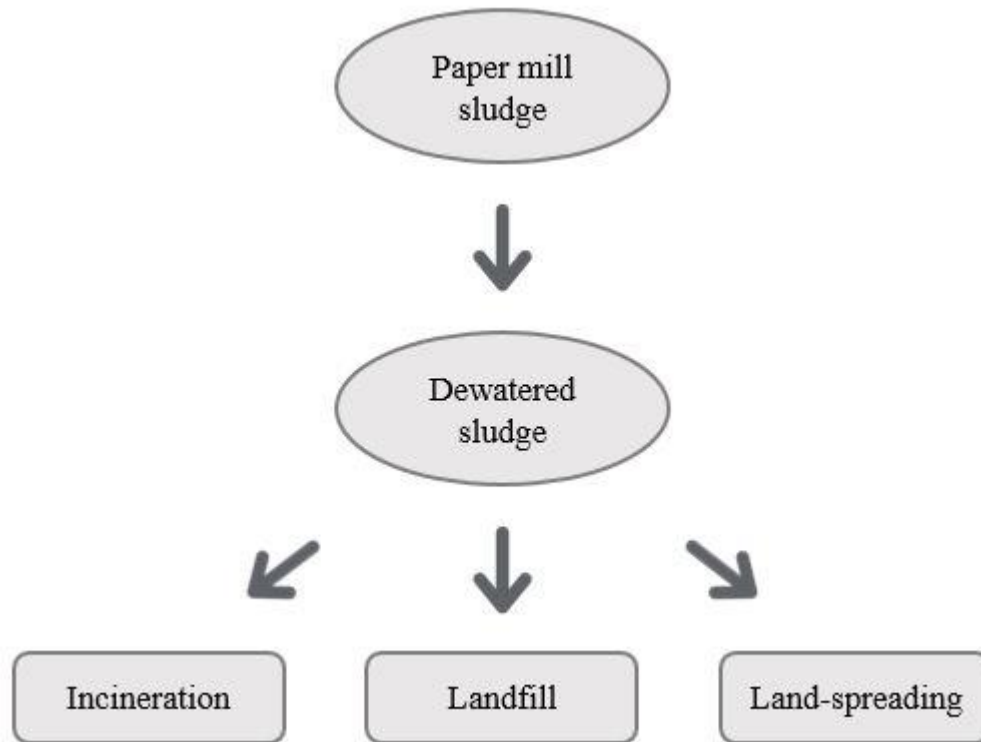 Paper mill
sludge
Dewatered
sludge
Incineration
Landfill
Land-spreading